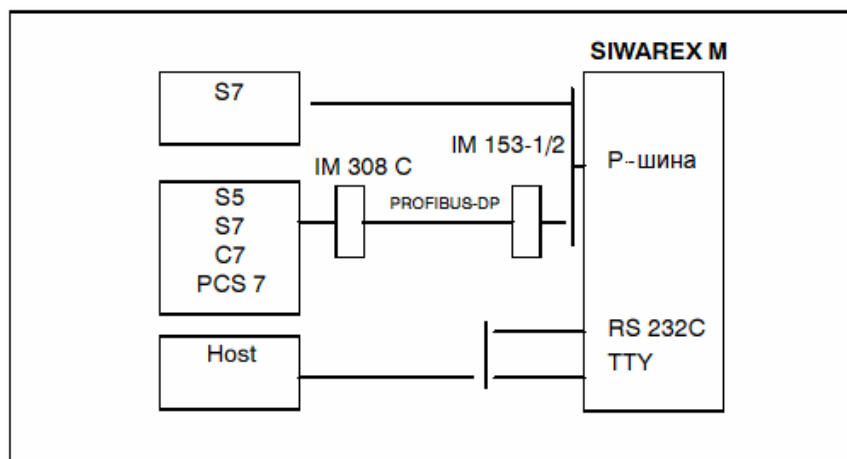 SIWAREX M
S7
IM 153-1/2
P-шина
IM 308 C
PROFIBUS-DP
S5
S7
C7
PCS 7
RS 232C
TTY
Host